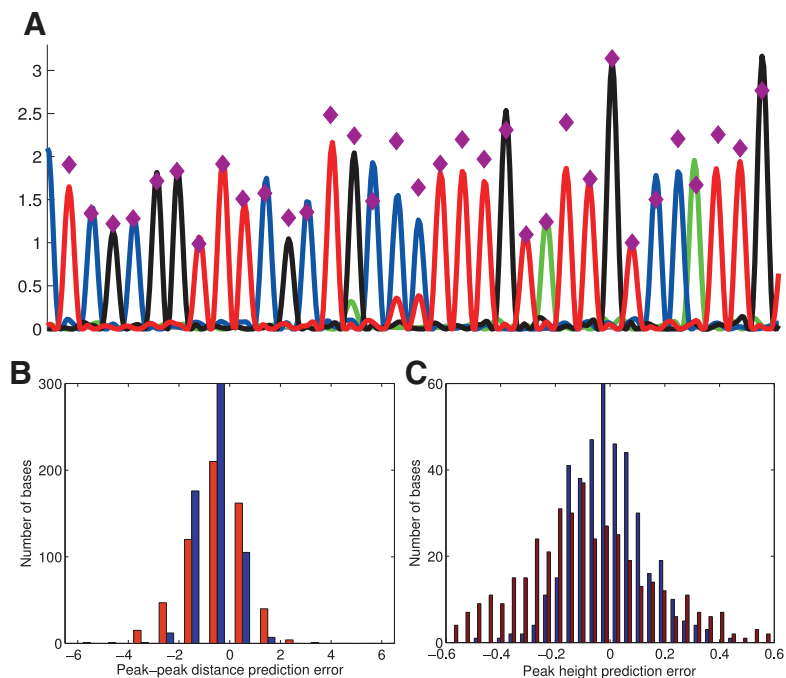 A
3
2.5
2
1.5
1
0.5
0
B
300
200
100
0
Number of bases
−6 −4 −2 0 2 4 6
Peak–peak distance prediction error
C
60
40
20
0
Number of bases
−0.6 −0.4 −0.2 0 0.2 0.4 0.6
Peak height prediction error